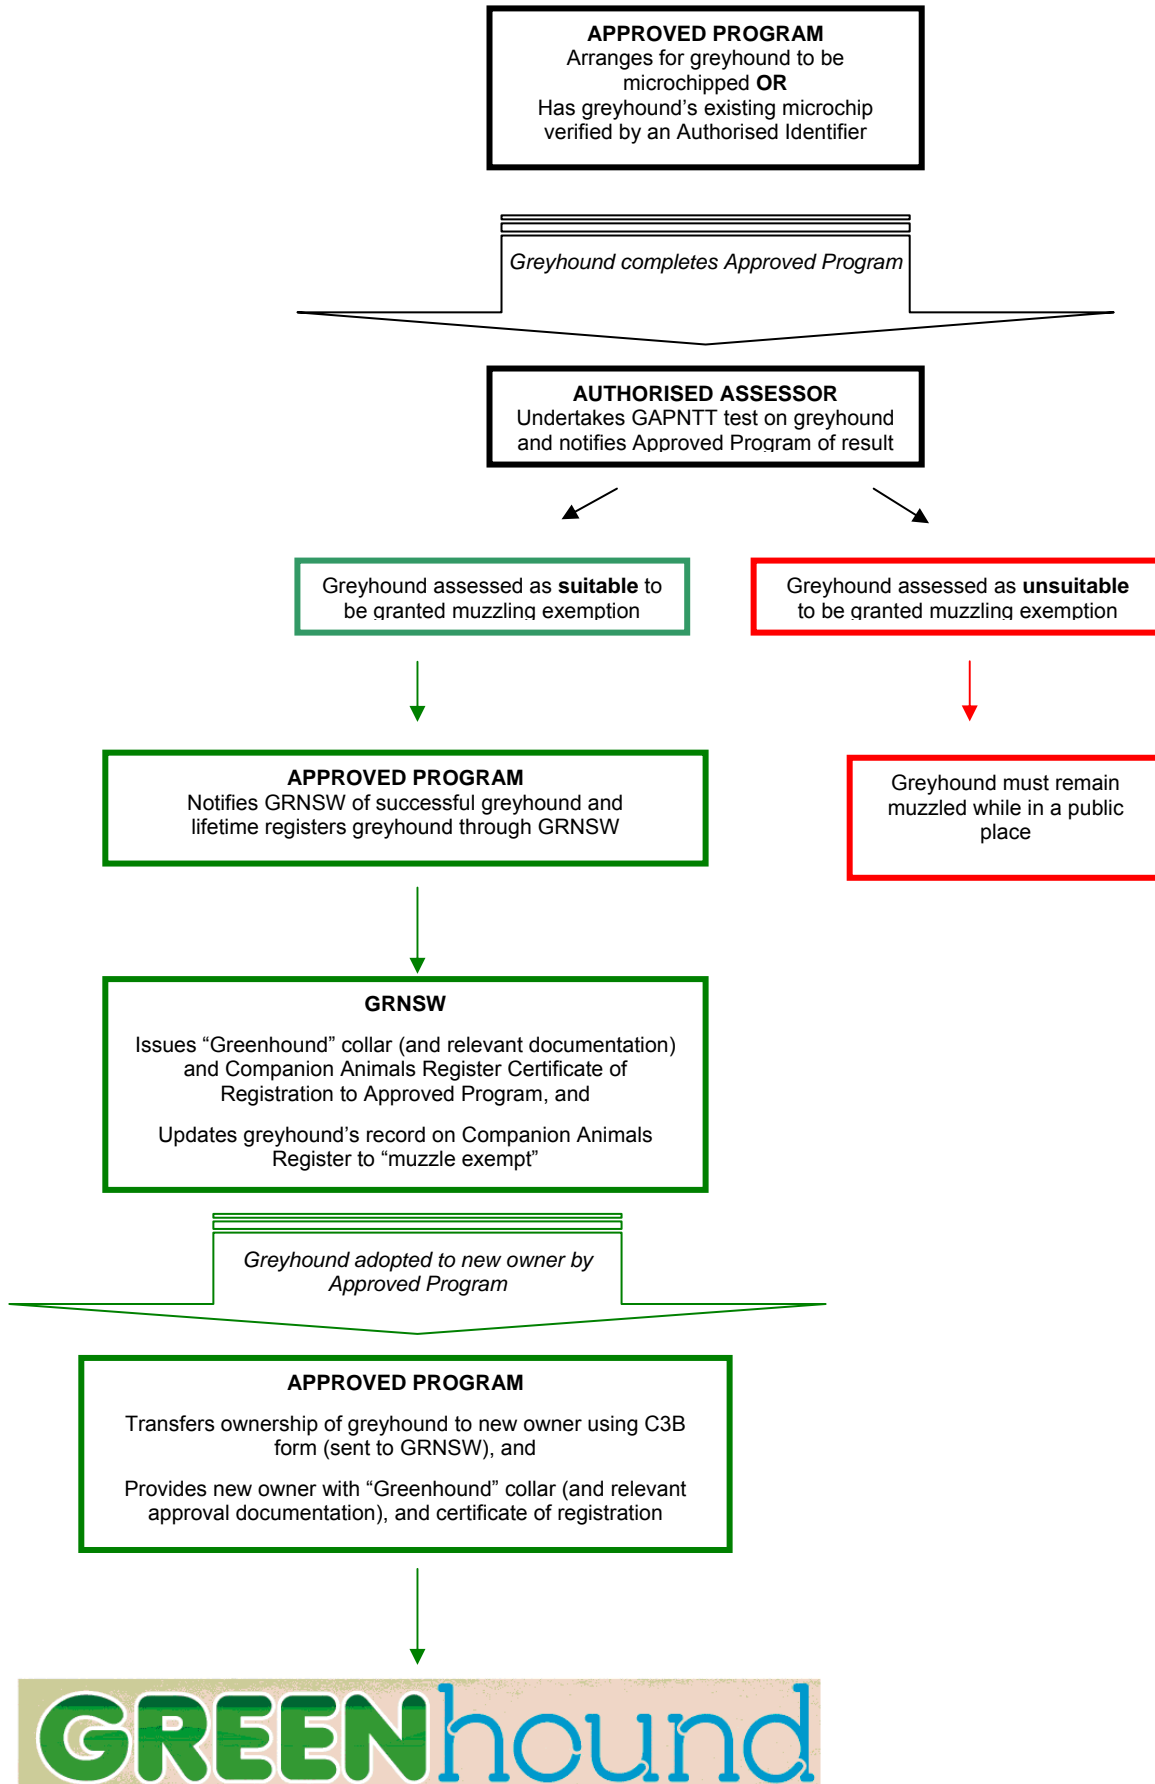 APPROVED PROGRAM
Arranges for greyhound to be
microchipped OR
Has greyhound's existing microchip
verified by an Authorised Identifier
Greyhound completes Approved Program
AUTHORISED ASSESSOR
Undertakes GAPNTT test on greyhound
and notifies Approved Program of result
Greyhound assessed as suitable to
be granted muzzling exemption
Greyhound assessed as unsuitable
to be granted muzzling exemption
APPROVED PROGRAM
Notifies GRNSW of successful greyhound and
lifetime registers greyhound through GRNSW
Greyhound must remain
muzzled while in a public
place
GRNSW
Issues “Greenhound” collar (and relevant documentation)
and Companion Animals Register Certificate of
Registration to Approved Program, and
Updates greyhound's record on Companion Animals
Register to “muzzle exempt”
Greyhound adopted to new owner by
Approved Program
APPROVED PROGRAM
Transfers ownership of greyhound to new owner using C3B
form (sent to GRNSW), and
Provides new owner with “Greenhound” collar (and relevant
approval documentation), and certificate of registration
GREENhound